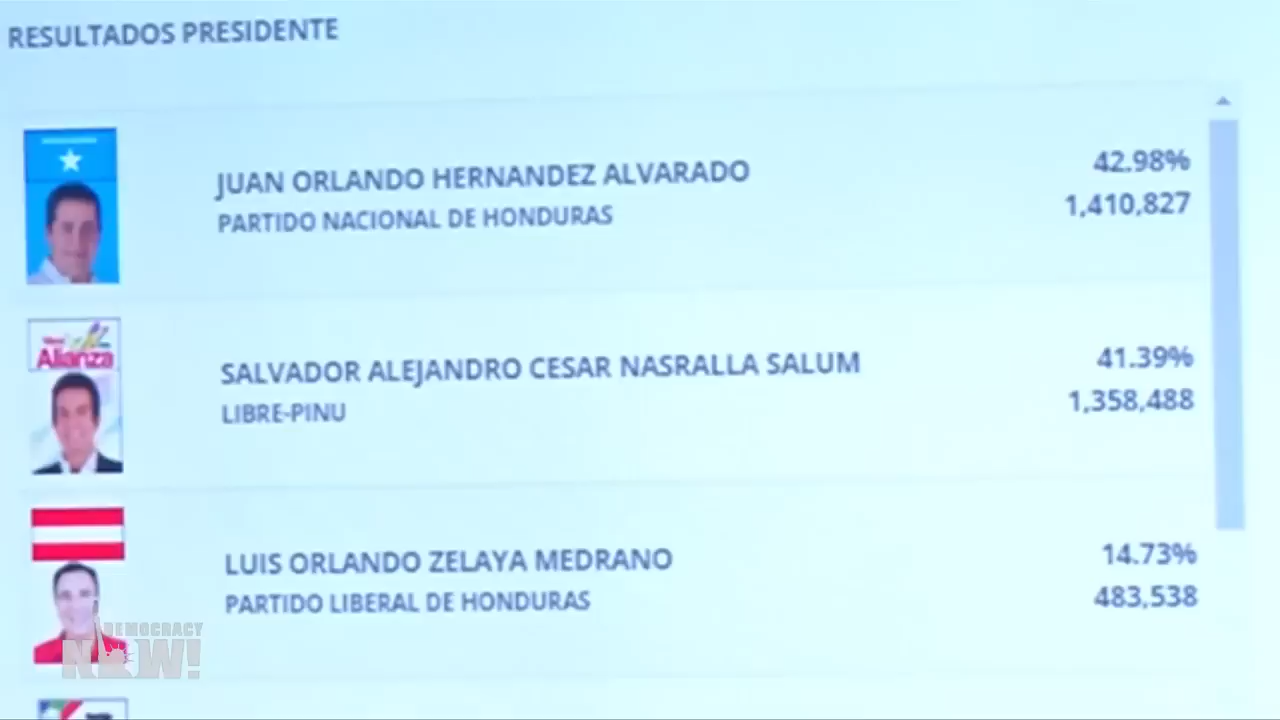 RESULTADOS PRESIDENTE
JUAN ORLANDO HERNANDEZ ALVARADO
42.98%
PARTIDO NACIONAL DE HONDURAS
1,410,827
Alianza
SALVADOR ALEJANDRO CESAR NASRALLA SALUM
41.39%
LIBRE-PINU
1,358,488
LUIS ORLANDO ZELAYA MEDRANO
14.73%
PARTIDO LIBERAL DE HONDURAS
483,538
DEMOCRACY
NOW!